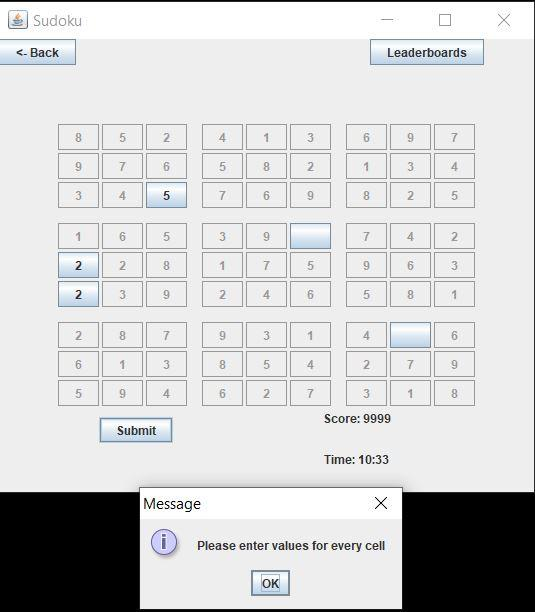 Sudoku
<- Back Leaderboards
8 5 2 4 1 3 6 9 7
9 7 6 5 8 2 1 3 4
3 4 5 7 6 9 8 2 5
1 6 5 3 9 7 4 2
2 2 8 1 7 5 9 6 3
2 3 9 2 4 6 5 8 1
2 8 7 9 3 1 4 6
6 1 3 8 5 4 2 7 9
5 9 4 6 2 7 3 1 8
Submit Score: 9999
Time: 10:33
Message
Please enter values for every cell
OK